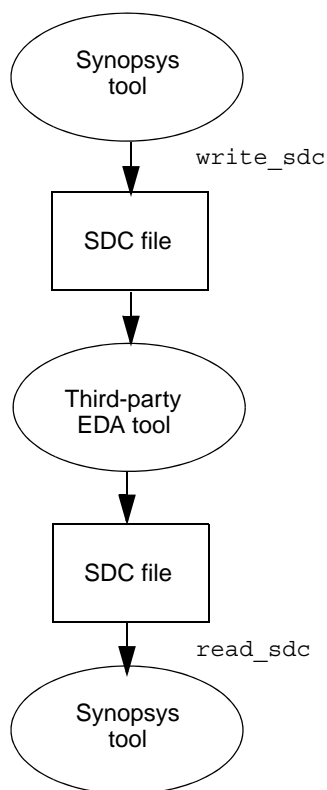 Synopsys
tool
write_sdc
SDC file
Third-party
EDA tool
SDC file
read_sdc
Synopsys
tool